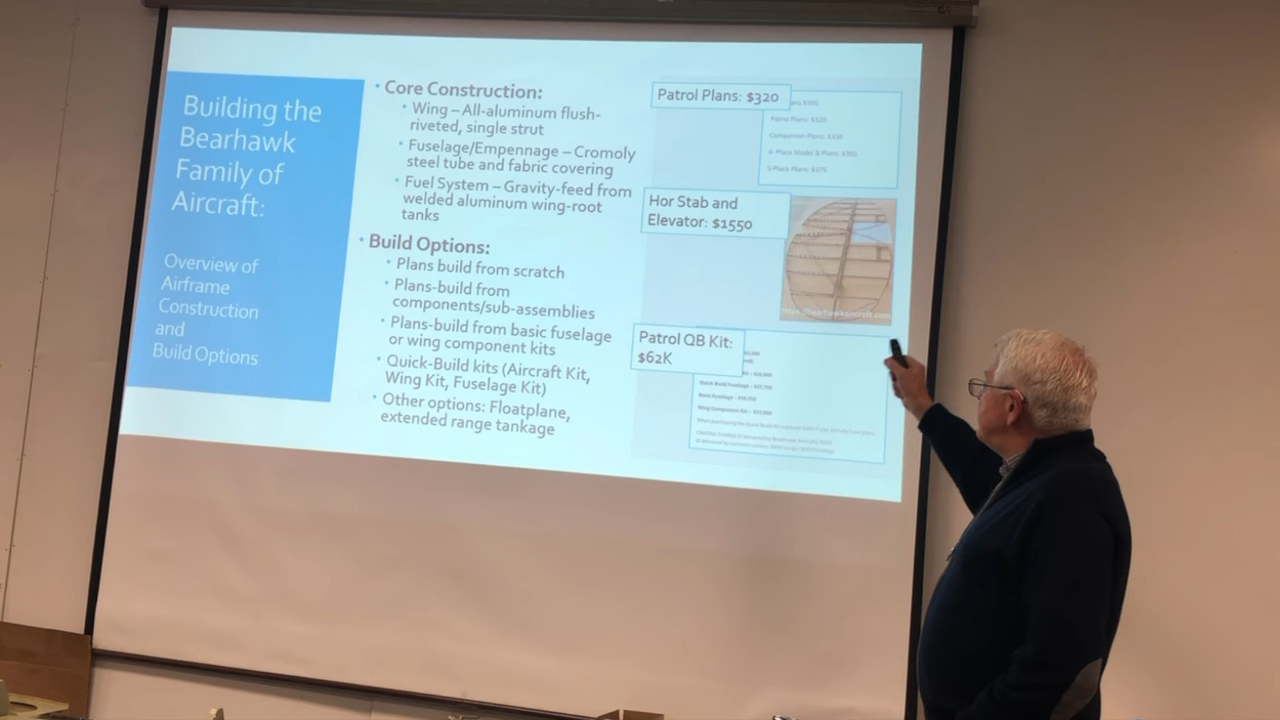 Building the
Bearhawk
Family of
Aircraft:
Overview of
Airframe
Construction
and
Build Options
• Core Construction:
• Wing – All-aluminum flush-
riveted, single strut
• Fuselage/Empennage – Cromoly
steel tube and fabric covering
• Fuel System – Gravity-feed from
welded aluminum wing-root
tanks
• Build Options:
• Plans build from scratch
• Plans-build from
components/sub-assemblies
• Plans-build from basic fuselage
or wing component kits
• Quick-Build kits (Aircraft Kit,
Wing Kit, Fuselage Kit)
• Other options: Floatplane,
extended range tankage
Patrol Plans: $320
Patrol Plans: $320
Companion Plans: $330
4-Place Model B Plans: $355
5-Place Plans: $375
Hor Stab and
Elevator: $1550
https://bearhawkaircraft.com
Patrol QB Kit:
$62K
Quick Build Fuselage –
Basic Fuselage –
Wing Component Kit –